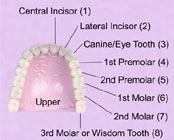 Central Incisor (1)
Lateral Incisor (2)
Canine/Eye Tooth (3)
1st Premolar (4)
2nd Premolar (5)
1st Molar (6)
2nd Molar (7)
3rd Molar or Wisdom Tooth (8)
Upper